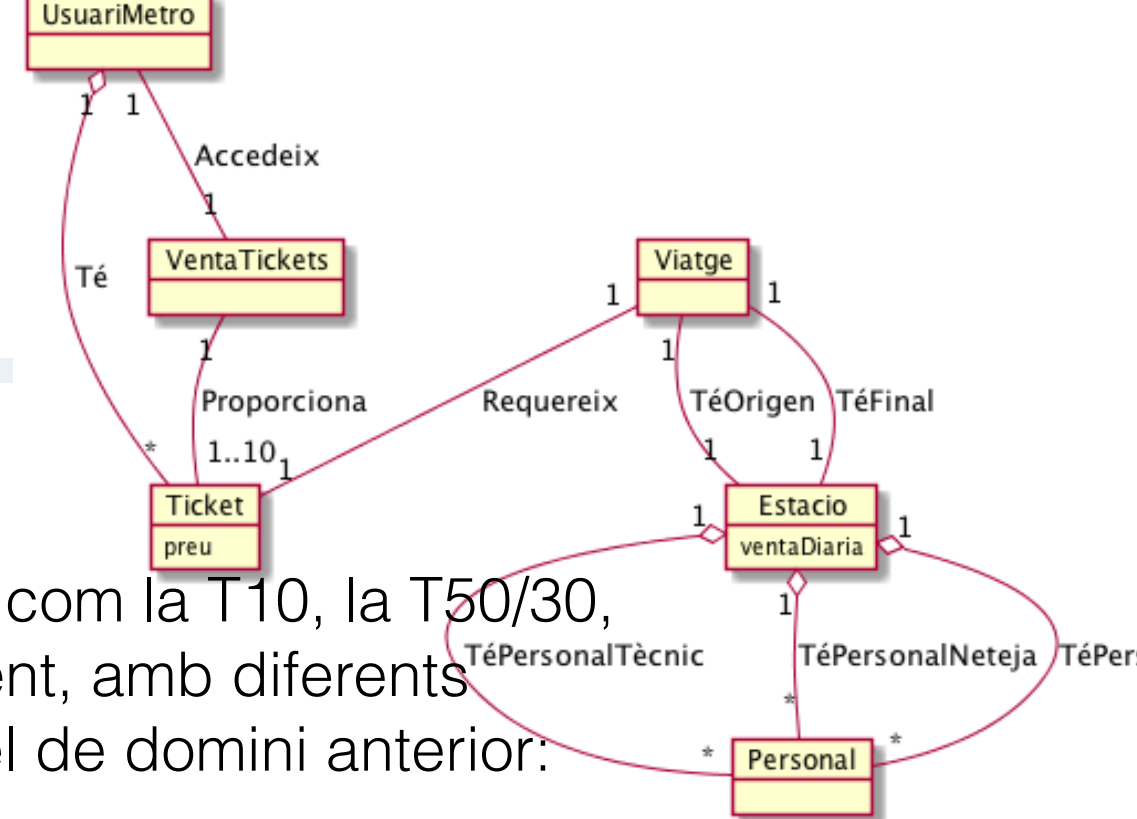 UsuariMetro
1
1
Accedeix
1
VentaTickets
Viatge
Té
1
1
1
1
Proporciona
Requereix
TéOrigen
TéFinal
*
1..10
1
1
1
Ticket
preu
1
Estacio
ventaDiaria
1
com la T10, la T50/30,
1
ent, amb diferents
TéPersonalTècnic
TéPersonalNeteja
TéPers
el de domini anterior:
*
*
*
Personal